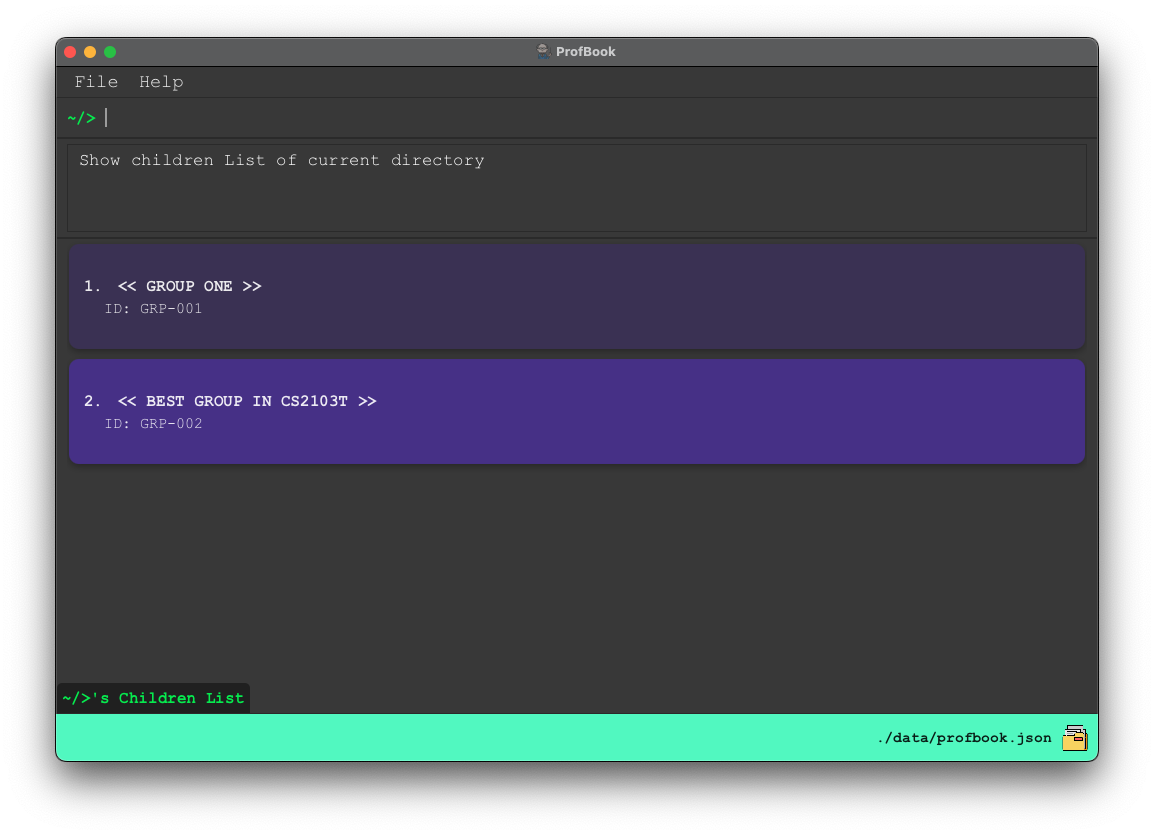 ProfBook
File Help
~/>
Show children List of current directory
1. << GROUP ONE >>
ID: GRP-001
2. << BEST GROUP IN CS2103T >>
ID: GRP-002
~/>'s Children List
./data/profbook.json